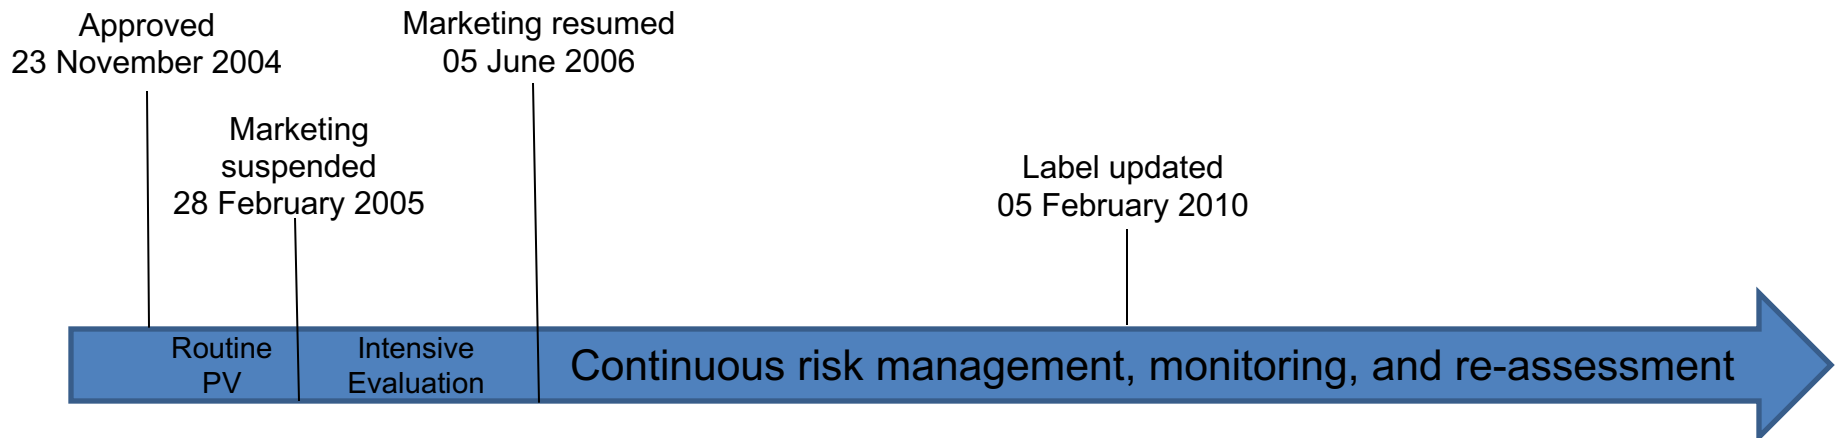 Approved
23 November 2004
Marketing resumed
05 June 2006
Marketing
suspended
28 February 2005
Label updated
05 February 2010
Routine
PV
Intensive
Evaluation
Continuous risk management, monitoring, and re-assessment